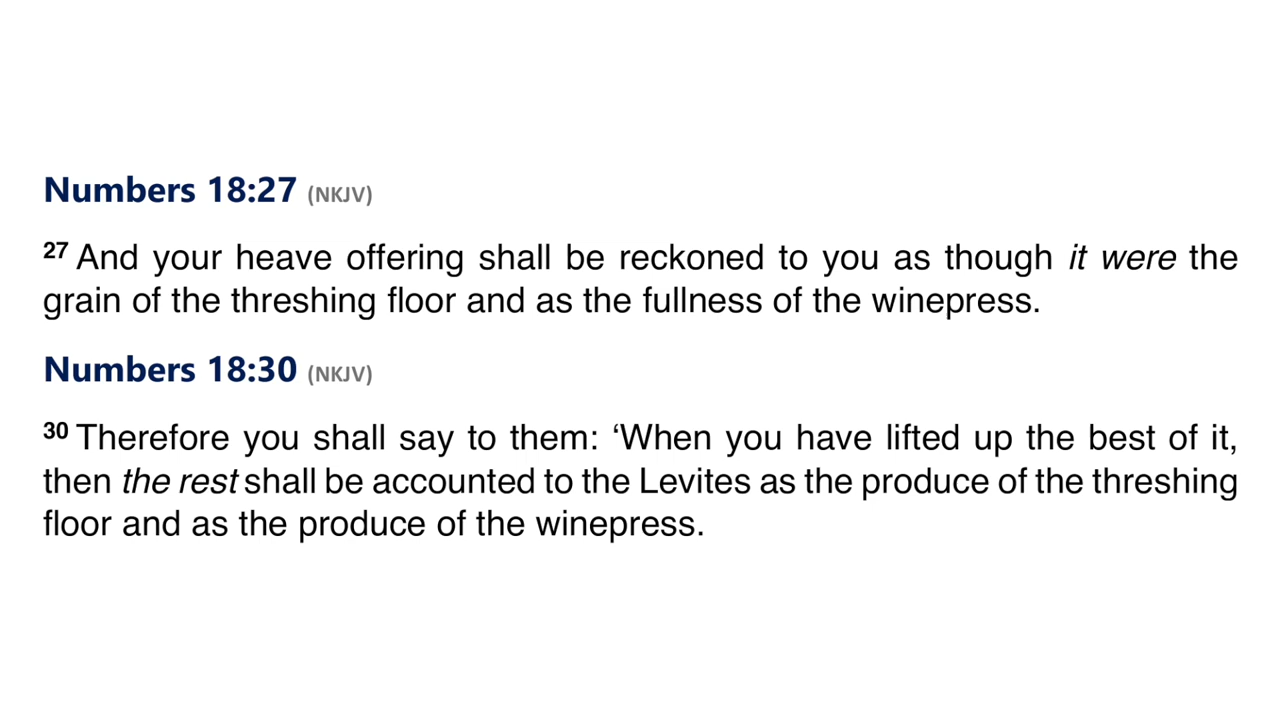 Numbers 18:27 (NKJV)
27 And your heave offering shall be reckoned to you as though it were the
grain of the threshing floor and as the fullness of the winepress.
Numbers 18:30 (NKJV)
30 Therefore you shall say to them: ‘When you have lifted up the best of it,
then the rest shall be accounted to the Levites as the produce of the threshing
floor and as the produce of the winepress.